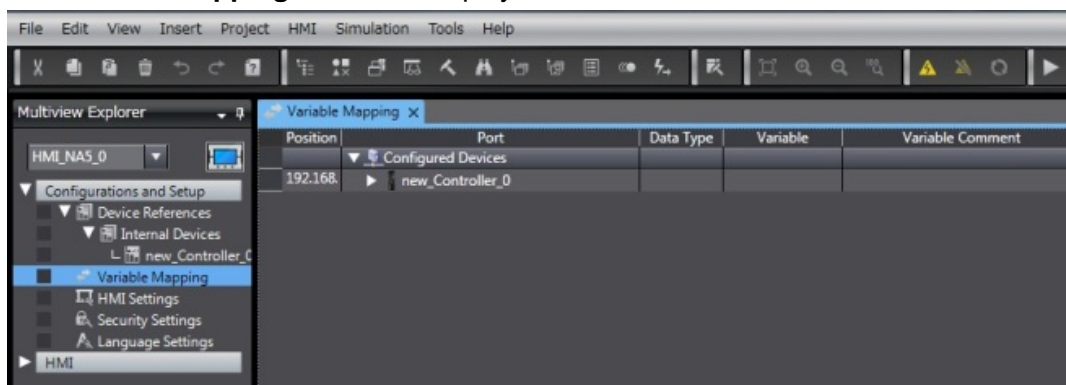 File Edit View Insert Project HMI Simulation Tools Help
Multiview Explorer
HMI_NA5_0
Configurations and Setup
Device References
Internal Devices
new_Controller_0
Variable Mapping
HMI Settings
Security Settings
Language Settings
HMI
Variable Mapping
Position Port Data Type Variable Variable Comment
Configured Devices
192.168. new_Controller_0